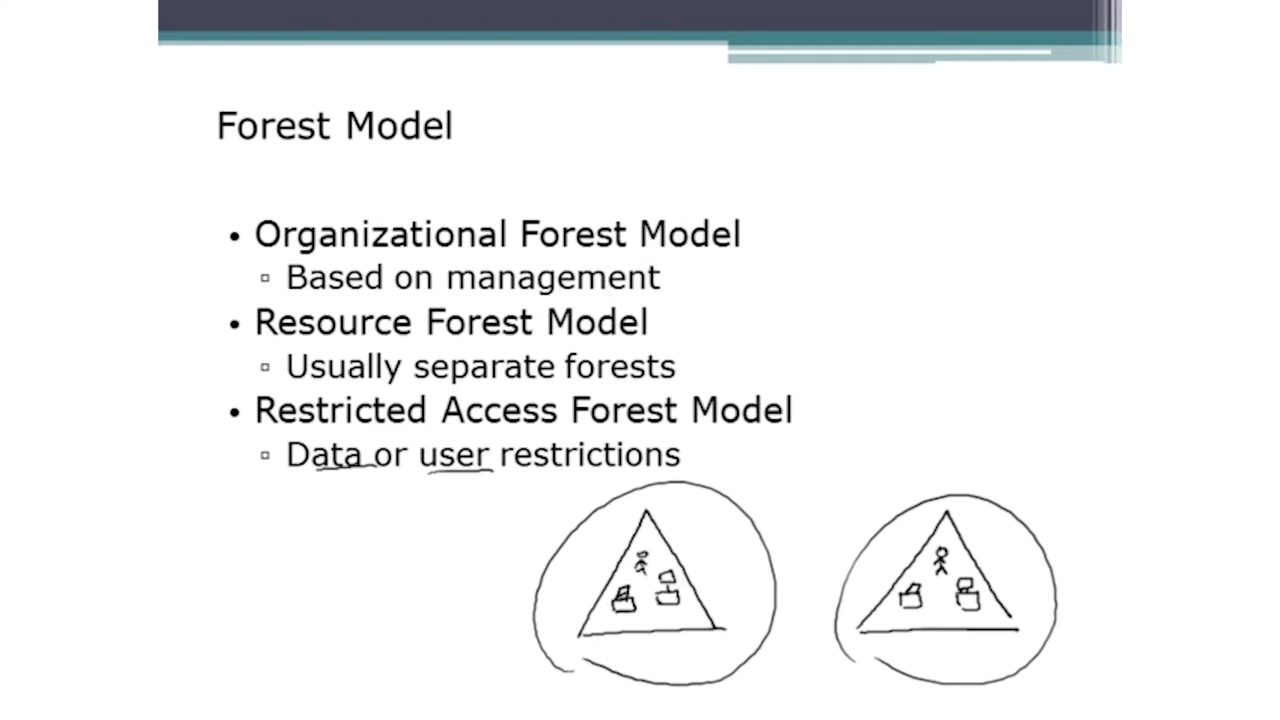 Forest Model
• Organizational Forest Model
▫ Based on management
• Resource Forest Model
▫ Usually separate forests
• Restricted Access Forest Model
▫ Data or user restrictions